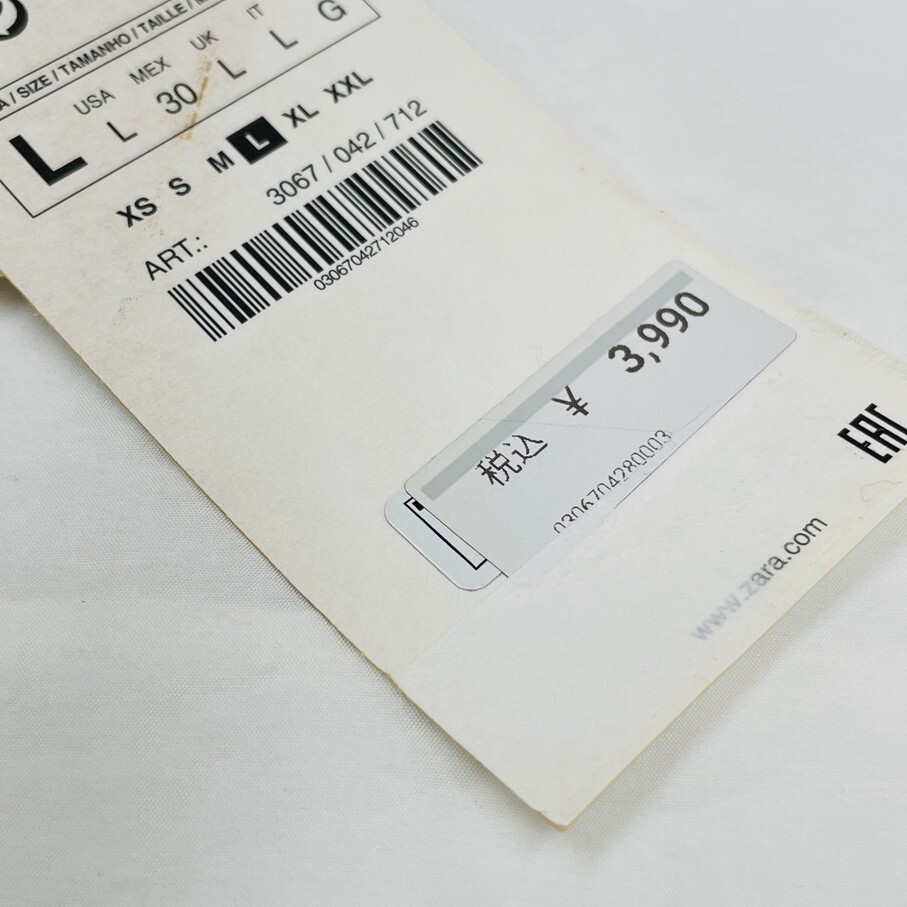 SIZE / TAMANHO / TAILLE /
USA MEX UK IT
L L 30 L L G
XS S M L XL XXL
ART.: 3067 / 042 / 712
03067042712046
税込 ¥ 3,990
0306704280003
EAC
www.zara.com